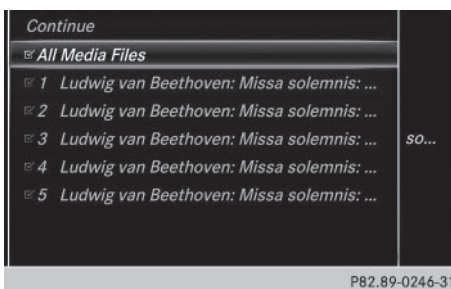 Continue
All Media Files
1 Ludwig van Beethoven: Missa solemnis: ...
2 Ludwig van Beethoven: Missa solemnis: ...
3 Ludwig van Beethoven: Missa solemnis: ...
so...
4 Ludwig van Beethoven: Missa solemnis: ...
5 Ludwig van Beethoven: Missa solemnis: ...
P82.89-0246-31